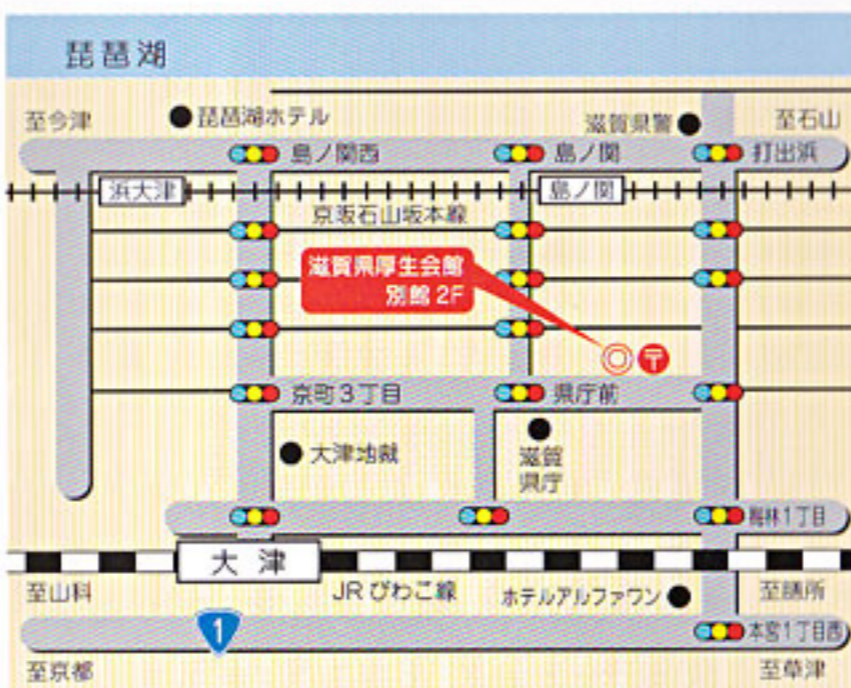 琵琶湖
至今津
琵琶湖ホテル
滋賀県警
至石山
島ノ関西
島ノ関
打出浜
浜大津
島ノ関
京阪石山坂本線
滋賀県厚生会館
別館 2F
〒
京町3丁目
県庁前
大津地裁
滋賀
県庁
梅林1丁目
大津
至山科
JR びわこ線
ホテルアルファワン
至膳所
1
本宮1丁目西
至京都
至草津